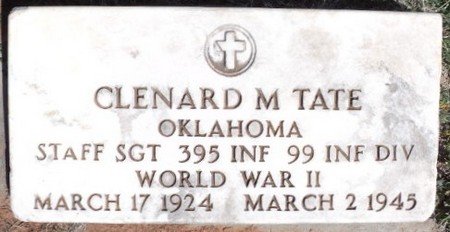 CLENARD M TATE
OKLAHOMA
STAFF SGT 395 INF 99 INF DIV
WORLD WAR II
MARCH 17 1924 MARCH 2 1945